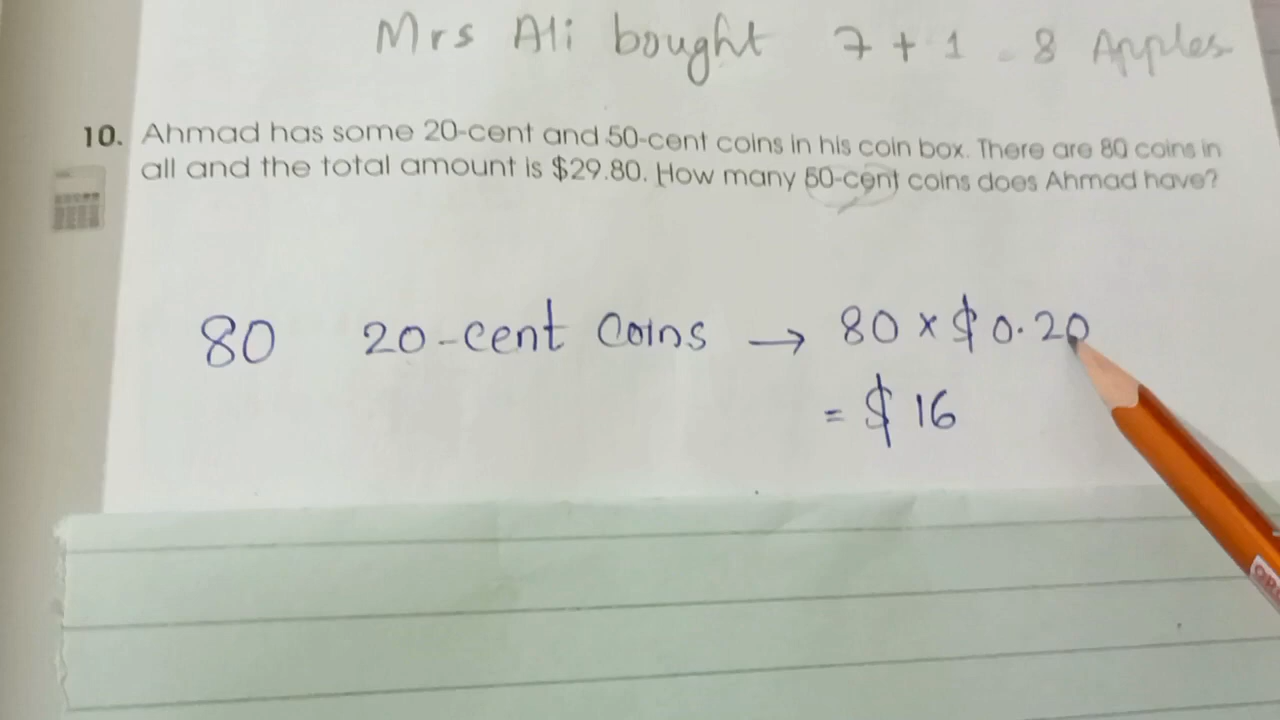 Mrs Ali bought 7 + 1 = 8 Apples
10. Ahmad has some 20-cent and 50-cent coins in his coin box. There are 80 coins in
all and the total amount is $29.80. How many 50-cent coins does Ahmad have?
80 20-cent coins → 80 × $0.20
= $16